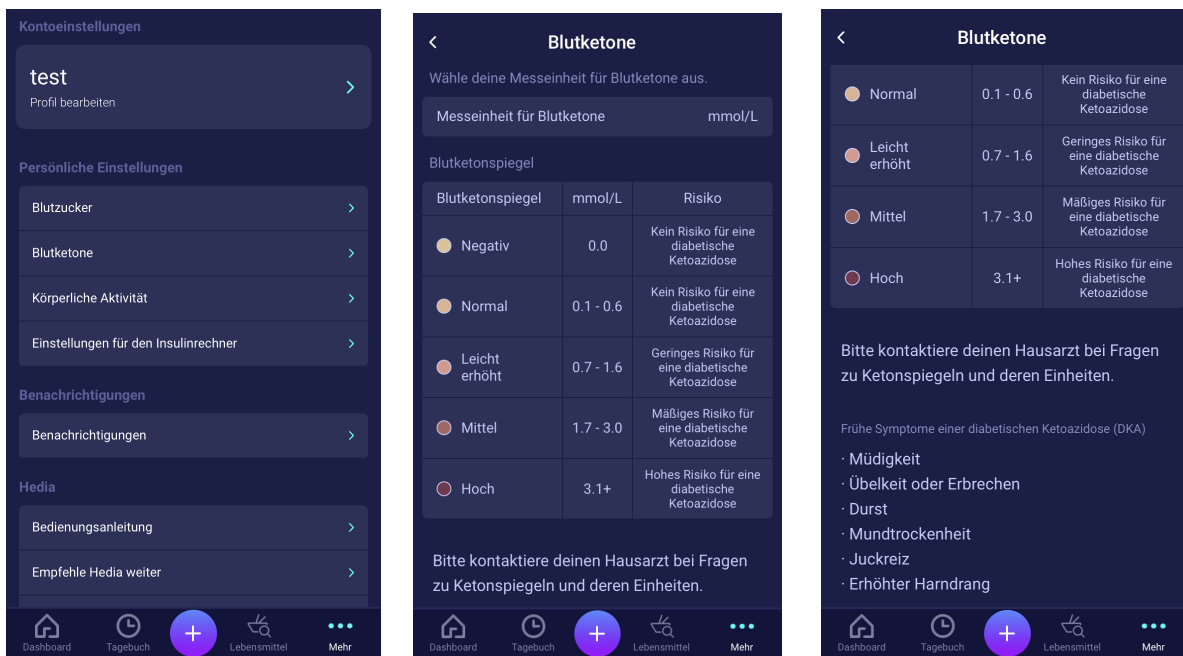 Kontoeinstellungen
test
Profil bearbeiten
Persönliche Einstellungen
Blutzucker
Blutketone
Körperliche Aktivität
Einstellungen für den Insulinrechner
Benachrichtigungen
Benachrichtigungen
Hedia
Bedienungsanleitung
Empfehle Hedia weiter
Dashboard
Tagebuch
+
Lebensmittel
Mehr
Blutketone
Wähle deine Messeinheit für Blutketone aus.
Messeinheit für Blutketone mmol/L
Blutketonspiegel
Blutketonspiegel mmol/L Risiko
Negativ 0.0 Kein Risiko für eine
diabetische
Ketoazidose
Normal 0.1 - 0.6 Kein Risiko für eine
diabetische
Ketoazidose
Leicht
erhöht 0.7 - 1.6 Geringes Risiko für
eine diabetische
Ketoazidose
Mittel 1.7 - 3.0 Mäßiges Risiko für
eine diabetische
Ketoazidose
Hoch 3.1+ Hohes Risiko für eine
diabetische
Ketoazidose
Bitte kontaktiere deinen Hausarzt bei Fragen
zu Ketonspiegeln und deren Einheiten.
Dashboard
Tagebuch
+
Lebensmittel
Mehr
Blutketone
Normal 0.1 - 0.6 Kein Risiko für eine
diabetische
Ketoazidose
Leicht
erhöht 0.7 - 1.6 Geringes Risiko für
eine diabetische
Ketoazidose
Mittel 1.7 - 3.0 Mäßiges Risiko für
eine diabetische
Ketoazidose
Hoch 3.1+ Hohes Risiko für eine
diabetische
Ketoazidose
Bitte kontaktiere deinen Hausarzt bei Fragen
zu Ketonspiegeln und deren Einheiten.
Frühe Symptome einer diabetischen Ketoazidose (DKA)
· Müdigkeit
· Übelkeit oder Erbrechen
· Durst
· Mundtrockenheit
· Juckreiz
· Erhöhter Harndrang
Dashboard
Tagebuch
+
Lebensmittel
Mehr